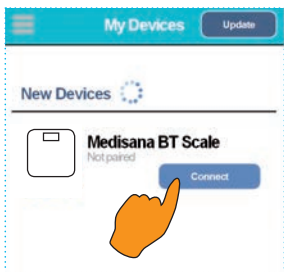 My Devices Update
New Devices
Medisana BT Scale
Not paired
Connect